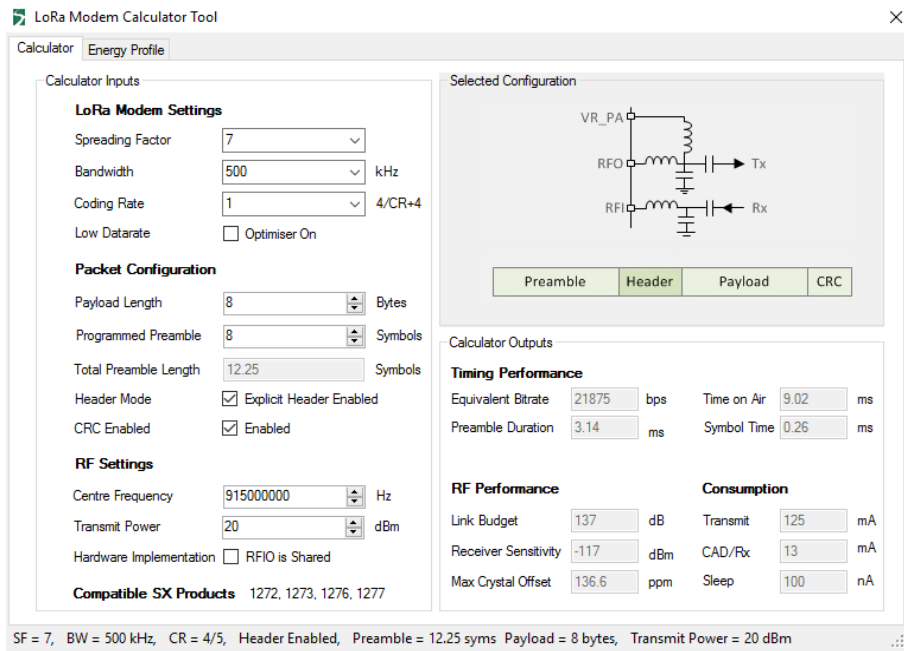 LoRa Modem Calculator Tool
Calculator Energy Profile
Calculator Inputs
LoRa Modem Settings
Spreading Factor 7
Bandwidth 500 kHz
Coding Rate 1 4/CR+4
Low Datarate Optimiser On
Packet Configuration
Payload Length 8 Bytes
Programmed Preamble 8 Symbols
Total Preamble Length 12.25 Symbols
Header Mode Explicit Header Enabled
CRC Enabled Enabled
RF Settings
Centre Frequency 915000000 Hz
Transmit Power 20 dBm
Hardware Implementation RFIO is Shared
Compatible SX Products 1272, 1273, 1276, 1277
Selected Configuration
VR_PA
RFO Tx
RFI Rx
Preamble Header Payload CRC
Calculator Outputs
Timing Performance
Equivalent Bitrate 21875 bps Time on Air 9.02 ms
Preamble Duration 3.14 ms Symbol Time 0.26 ms
RF Performance Consumption
Link Budget 137 dB Transmit 125 mA
Receiver Sensitivity -117 dBm CAD/Rx 13 mA
Max Crystal Offset 136.6 ppm Sleep 100 nA
SF = 7, BW = 500 kHz, CR = 4/5, Header Enabled, Preamble = 12.25 syms Payload = 8 bytes, Transmit Power = 20 dBm